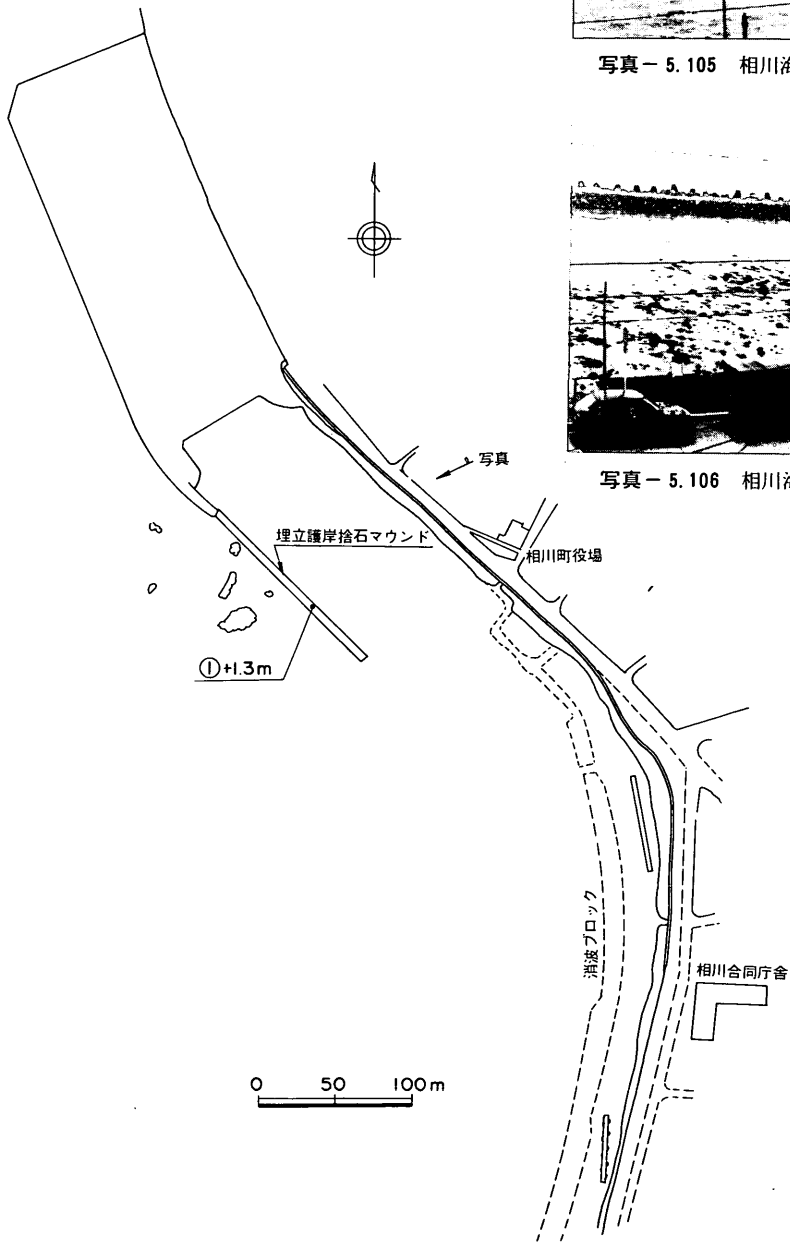 写真－5.105 相川海
写真－5.106 相川海
写真
埋立護岸捨石マウンド
相川町役場
①+1.3m
消波ブロック
相川合同庁舎
0 50 100m